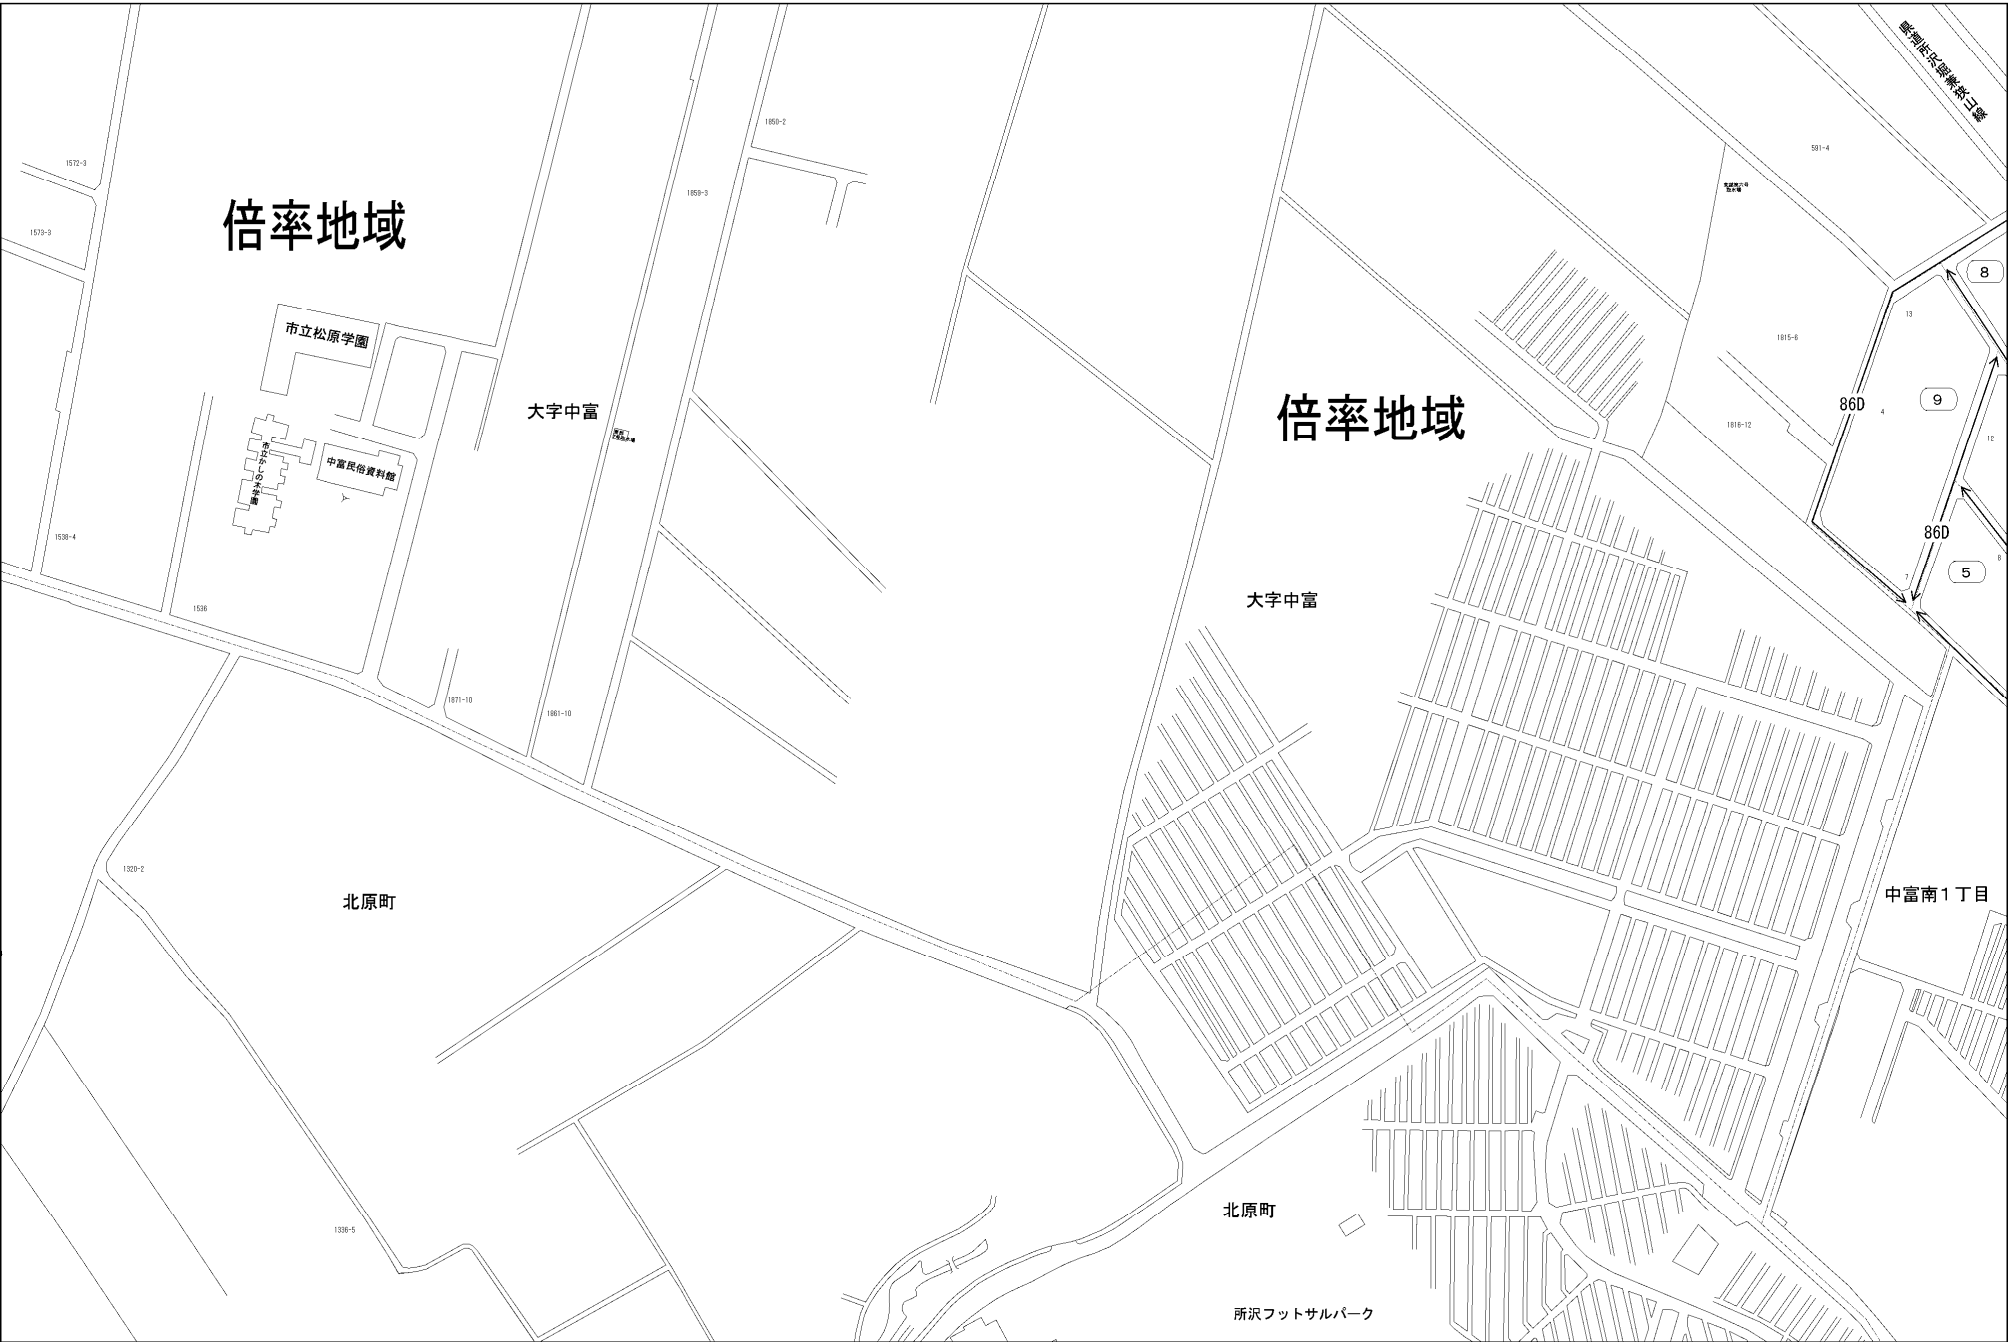 県道所沢堀兼狭山線
1850-2
591-4
1572-3
1859-3
倍率地域
1573-3
8
13
市立松原学園
1815-6
大字中富
86D
4
9
倍率地域
1816-12
12
市立かしの木学園
中富民俗資料館
86D
1538-4
8
5
7
大字中富
1536
1871-10
1861-10
1320-2
北原町
中富南1丁目
北原町
1336-5
所沢フットサルパーク